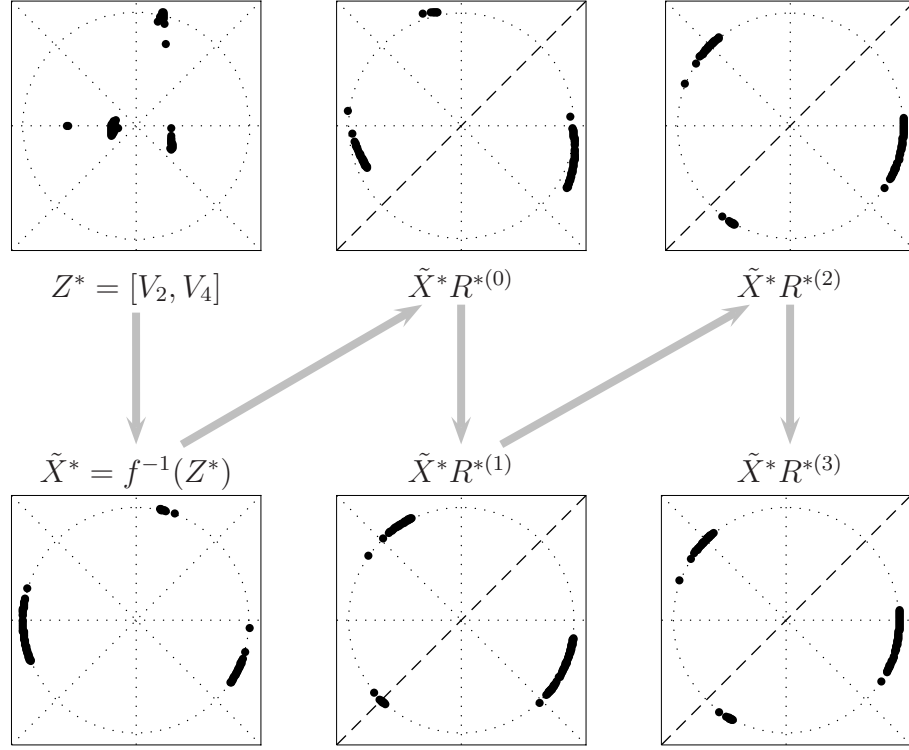 Z* = [V₂, V₄]
X̃*R*⁽⁰⁾
X̃*R*⁽²⁾
X̃* = f⁻¹(Z*)
X̃*R*⁽¹⁾
X̃*R*⁽³⁾